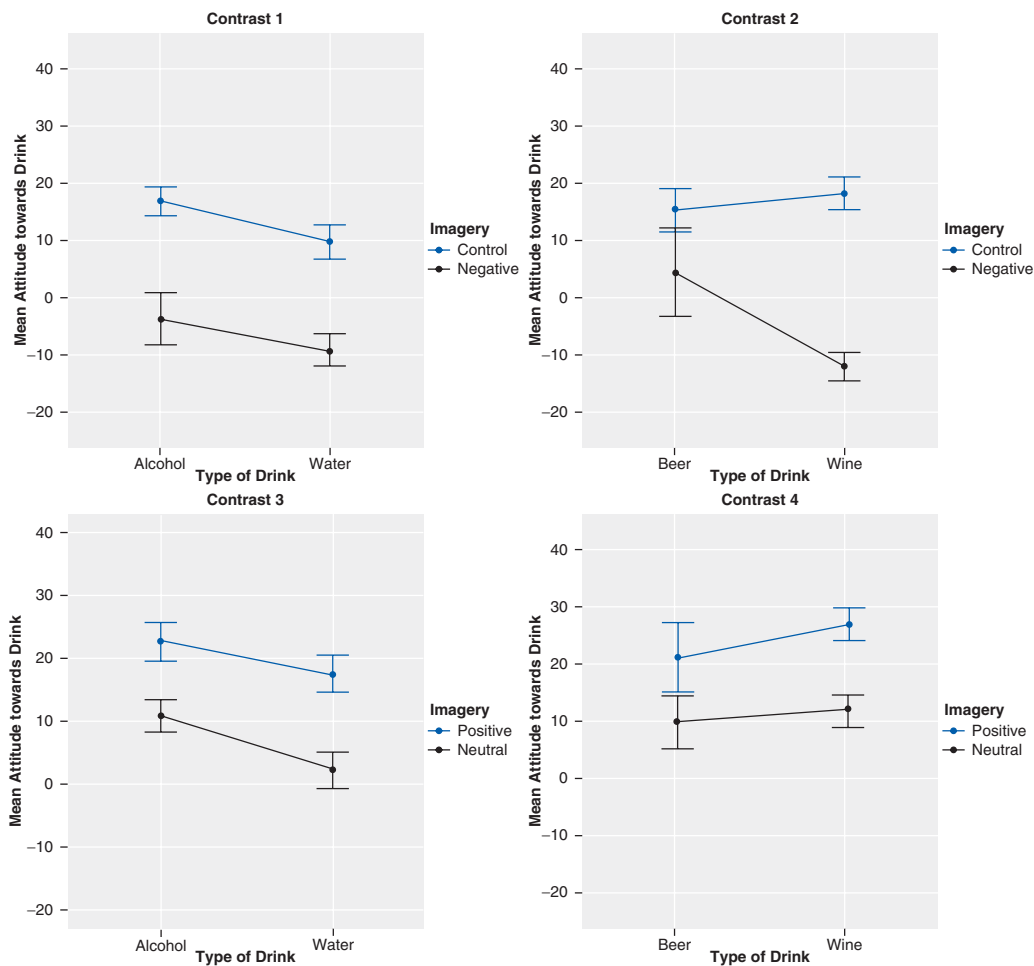 Contrast 1
Mean Attitude towards Drink
40
30
20
10
0
−10
−20
Alcohol
Water
Type of Drink
Imagery
Control
Negative
Contrast 2
Mean Attitude towards Drink
40
30
20
10
0
−10
−20
Beer
Wine
Type of Drink
Imagery
Control
Negative
Contrast 3
Mean Attitude towards Drink
40
30
20
10
0
−10
−20
Alcohol
Water
Type of Drink
Imagery
Positive
Neutral
Contrast 4
Mean Attitude towards Drink
40
30
20
10
0
−10
−20
Beer
Wine
Type of Drink
Imagery
Positive
Neutral